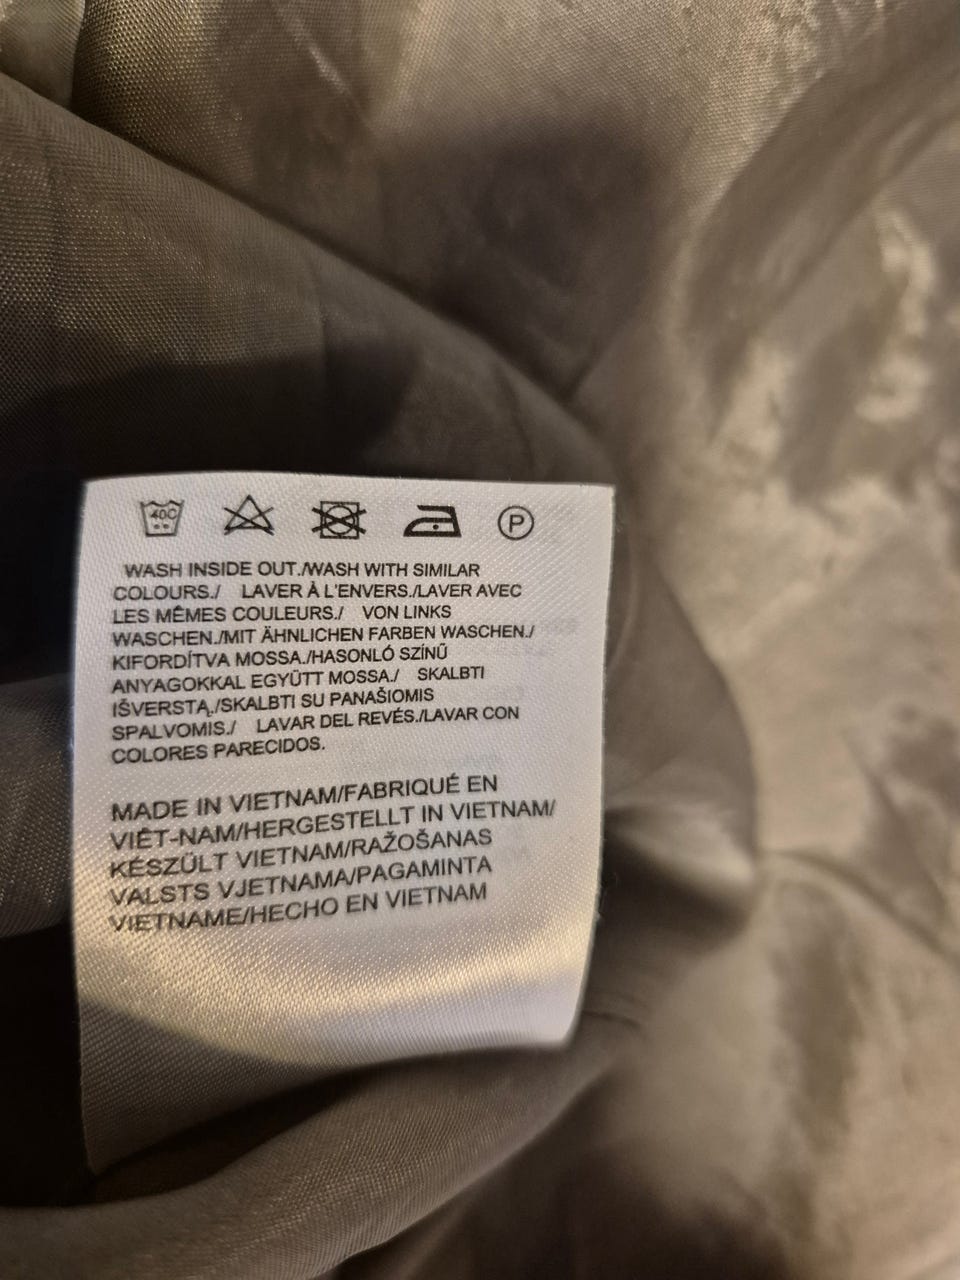 40C
P
WASH INSIDE OUT./WASH WITH SIMILAR
COLOURS./ LAVER À L'ENVERS./LAVER AVEC
LES MÊMES COULEURS./ VON LINKS
WASCHEN./MIT ÄHNLICHEN FARBEN WASCHEN./
KIFORDÍTVA MOSSA./HASONLÓ SZÍNŰ
ANYAGOKKAL EGYÜTT MOSSA./ SKALBTI
IŠVERSTĄ./SKALBTI SU PANAŠIOMIS
SPALVOMIS./ LAVAR DEL REVÉS./LAVAR CON
COLORES PARECIDOS.
MADE IN VIETNAM/FABRIQUÉ EN
VIÊT-NAM/HERGESTELLT IN VIETNAM/
KÉSZÜLT VIETNAM/RAŽOŠANAS
VALSTS VJETNAMA/PAGAMINTA
VIETNAME/HECHO EN VIETNAM